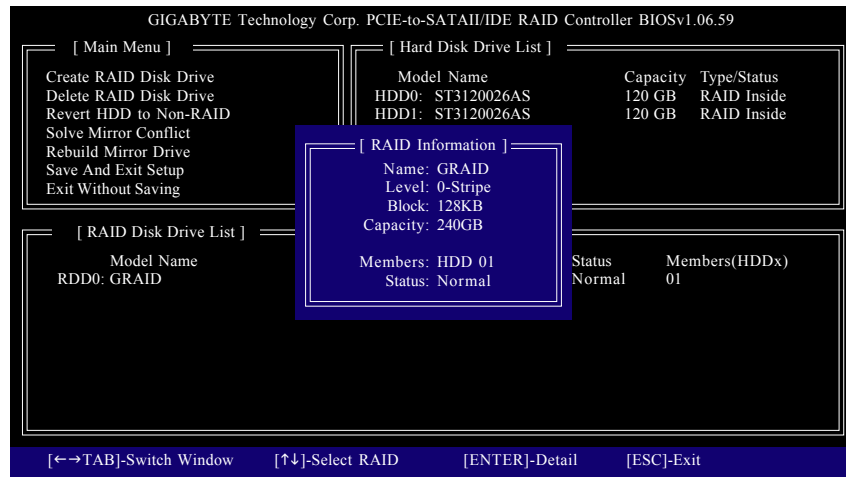 GIGABYTE Technology Corp. PCIE-to-SATAII/IDE RAID Controller BIOSv1.06.59
[ Main Menu ]
Create RAID Disk Drive
Delete RAID Disk Drive
Revert HDD to Non-RAID
Solve Mirror Conflict
Rebuild Mirror Drive
Save And Exit Setup
Exit Without Saving
[ Hard Disk Drive List ]
Model Name Capacity Type/Status
HDD0: ST3120026AS 120 GB RAID Inside
HDD1: ST3120026AS 120 GB RAID Inside
[ RAID Information ]
Name: GRAID
Level: 0-Stripe
Block: 128KB
Capacity: 240GB
Members: HDD 01
Status: Normal
[ RAID Disk Drive List ]
Model Name Status Members(HDDx)
RDD0: GRAID Normal 01
[←→TAB]-Switch Window [↑↓]-Select RAID [ENTER]-Detail [ESC]-Exit